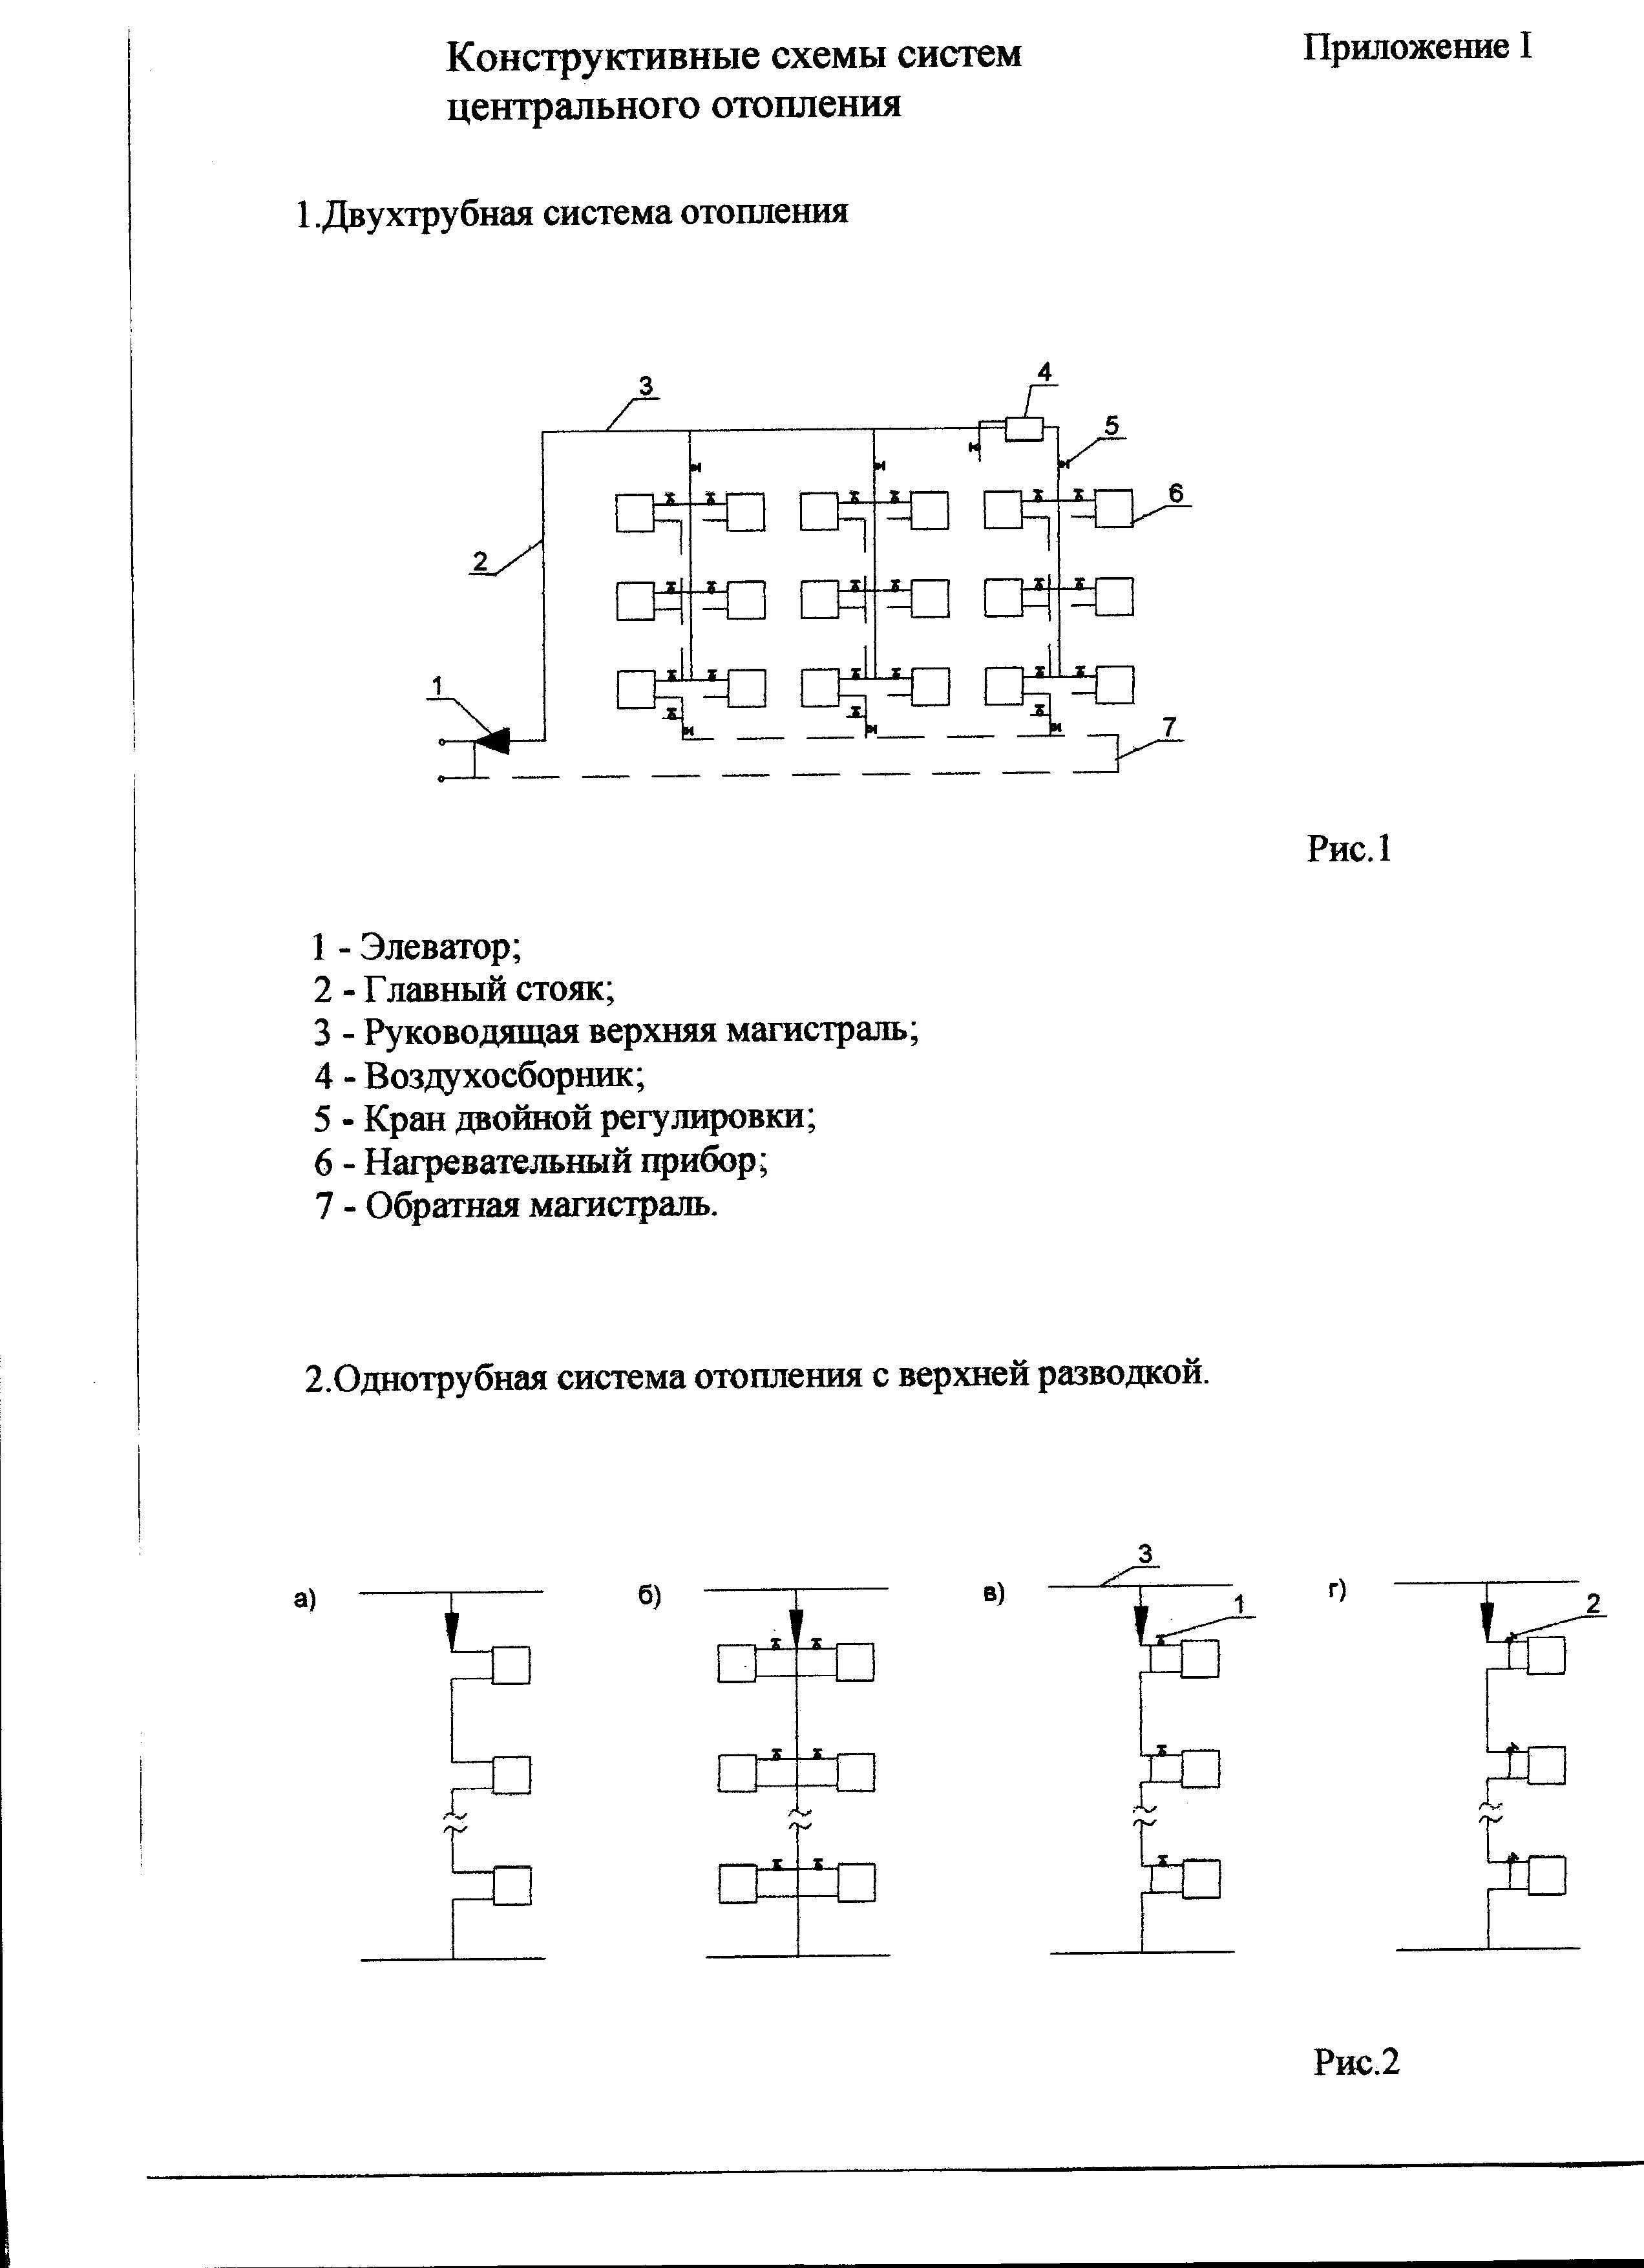 Конструктивные схемы систем
центрального отопления
Приложение I
1.Двухтрубная система отопления
3
4
5
6
2
1
7
Рис.1
1 - Элеватор;
2 - Главный стояк;
3 - Руководящая верхняя магистраль;
4 - Воздухосборник;
5 - Кран двойной регулировки;
6 - Нагревательный прибор;
7 - Обратная магистраль.
2.Однотрубная система отопления с верхней разводкой.
а)
б)
в)
3
1
г)
2
Рис.2